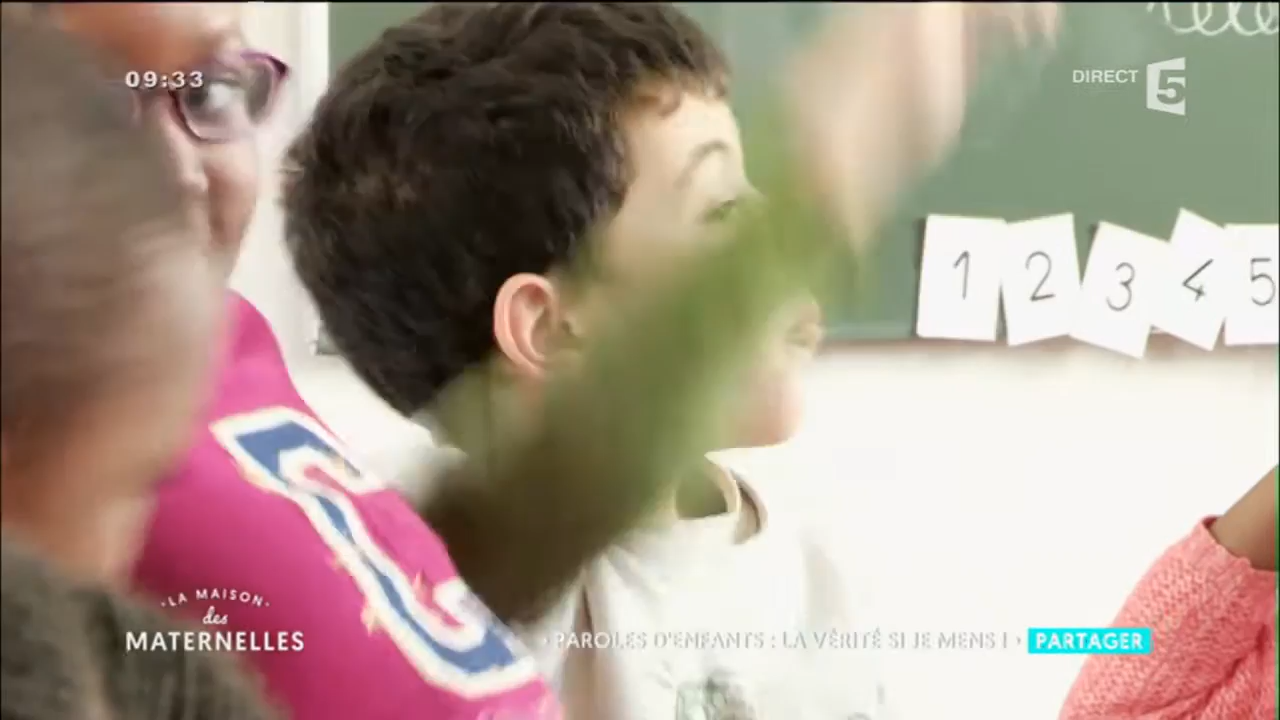 09:33
DIRECT 5
1 2 3 4 5
·LA MAISON·
des
MATERNELLES
· PAROLES D'ENFANTS : LA VÉRITÉ SI JE MENS ! ·
PARTAGER